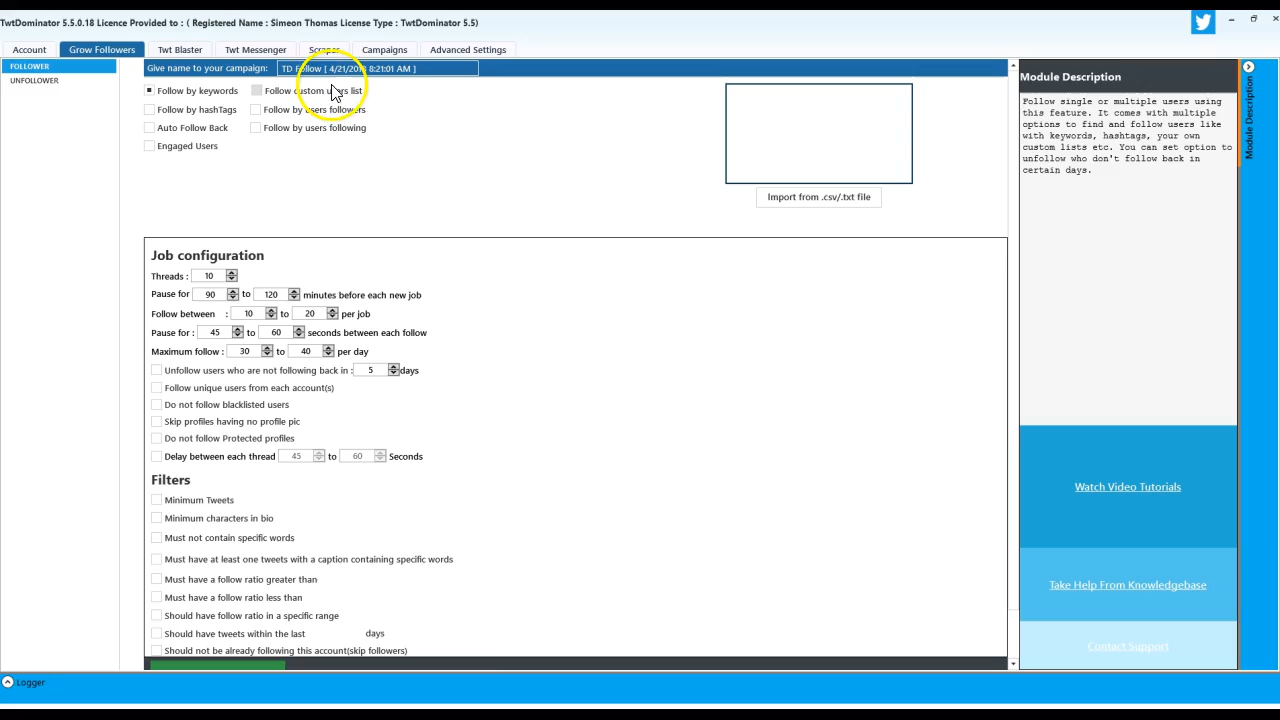 TwtDominator 5.5.0.18 Licence Provided to : ( Registered Name : Simeon Thomas License Type : TwtDominator 5.5)
Account Grow Followers Twt Blaster Twt Messenger Scraper Campaigns Advanced Settings
FOLLOWER
UNFOLLOWER
Give name to your campaign: TD Follow [ 4/21/2018 8:21:01 AM ]
Follow by keywords Follow custom users list
Follow by hashTags Follow by users followers
Auto Follow Back Follow by users following
Engaged Users
Import from .csv/.txt file
Job configuration
Threads : 10
Pause for 90 to 120 minutes before each new job
Follow between : 10 to 20 per job
Pause for : 45 to 60 seconds between each follow
Maximum follow : 30 to 40 per day
Unfollow users who are not following back in : 5 days
Follow unique users from each account(s)
Do not follow blacklisted users
Skip profiles having no profile pic
Do not follow Protected profiles
Delay between each thread 45 to 60 Seconds
Filters
Minimum Tweets
Minimum characters in bio
Must not contain specific words
Must have at least one tweets with a caption containing specific words
Must have a follow ratio greater than
Must have a follow ratio less than
Should have follow ratio in a specific range
Should have tweets within the last days
Should not be already following this account(skip followers)
Module Description
Follow single or multiple users using
this feature. It comes with multiple
options to find and follow users like
with keywords, hashtags, your own
custom lists etc. You can set option to
unfollow who don't follow back in
certain days.
Watch Video Tutorials
Take Help From Knowledgebase
Contact Support
Module Description
Logger